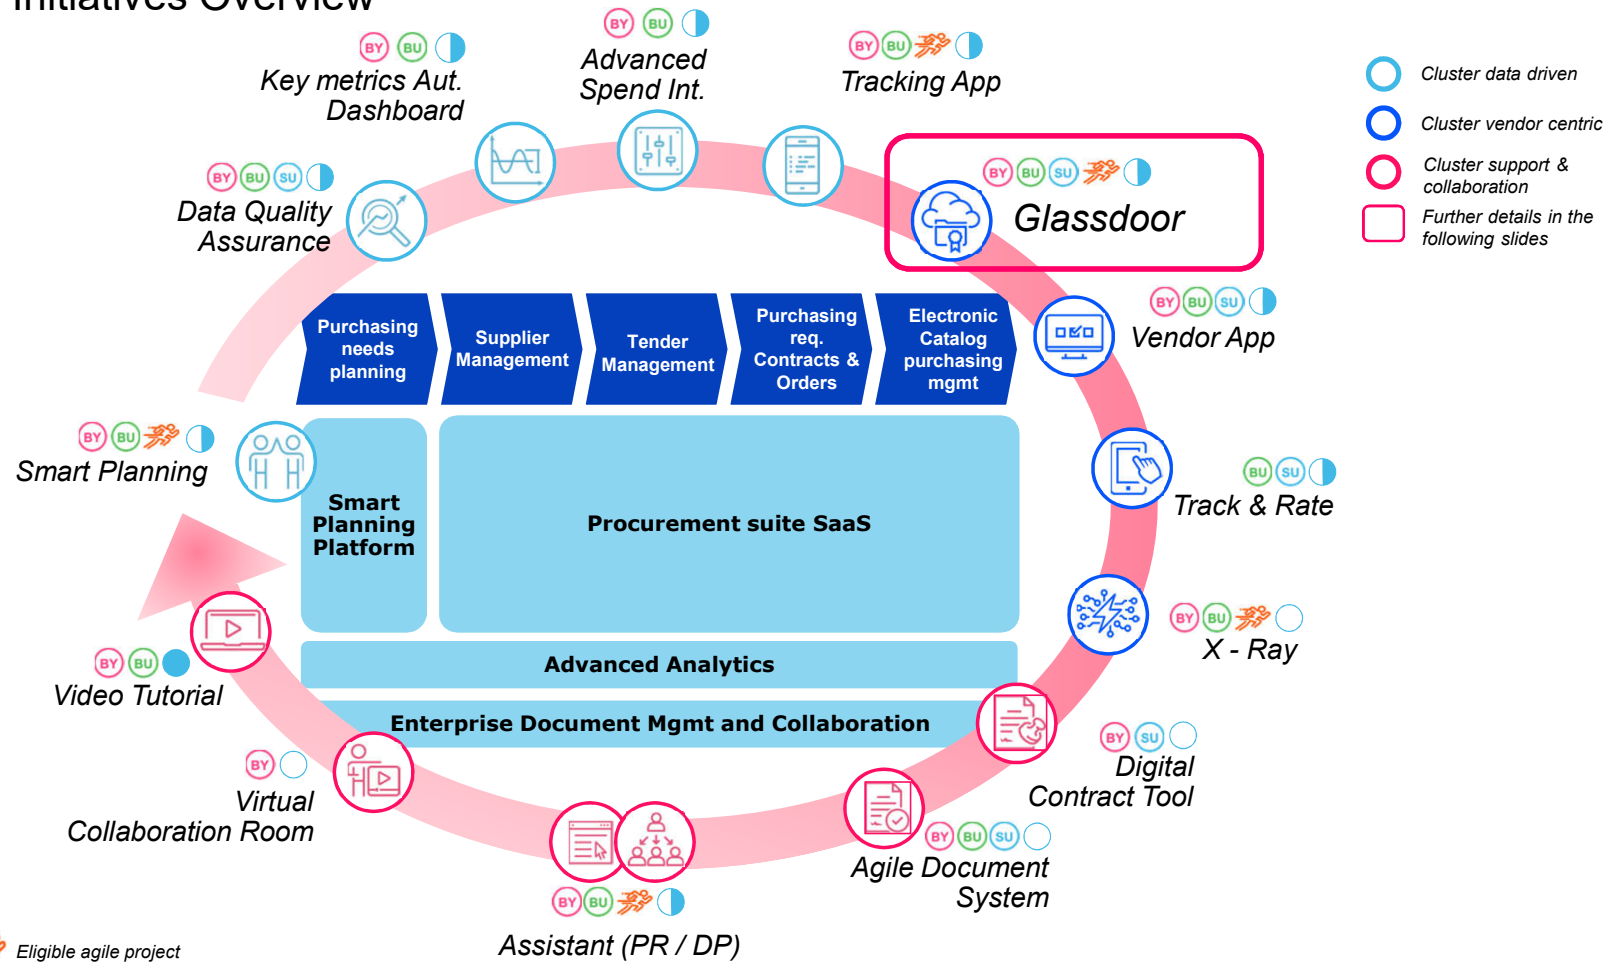 Initiatives Overview
BY BU
Key metrics Aut.
Dashboard
BY BU
Advanced
Spend Int.
BY BU
Tracking App
BY BU SU
Glassdoor
BY BU SU
Data Quality
Assurance
BY BU SU
Vendor App
BU SU
Track & Rate
BY BU
X - Ray
BY SU
Digital
Contract Tool
BY BU SU
Agile Document
System
BY BU
Assistant (PR / DP)
BY
Virtual
Collaboration Room
BY BU
Video Tutorial
BY BU
Smart Planning
Purchasing
needs
planning
Supplier
Management
Tender
Management
Purchasing
req.
Contracts &
Orders
Electronic
Catalog
purchasing
mgmt
Smart
Planning
Platform
Procurement suite SaaS
Advanced Analytics
Enterprise Document Mgmt and Collaboration
Cluster data driven
Cluster vendor centric
Cluster support &
collaboration
Further details in the
following slides
Eligible agile project